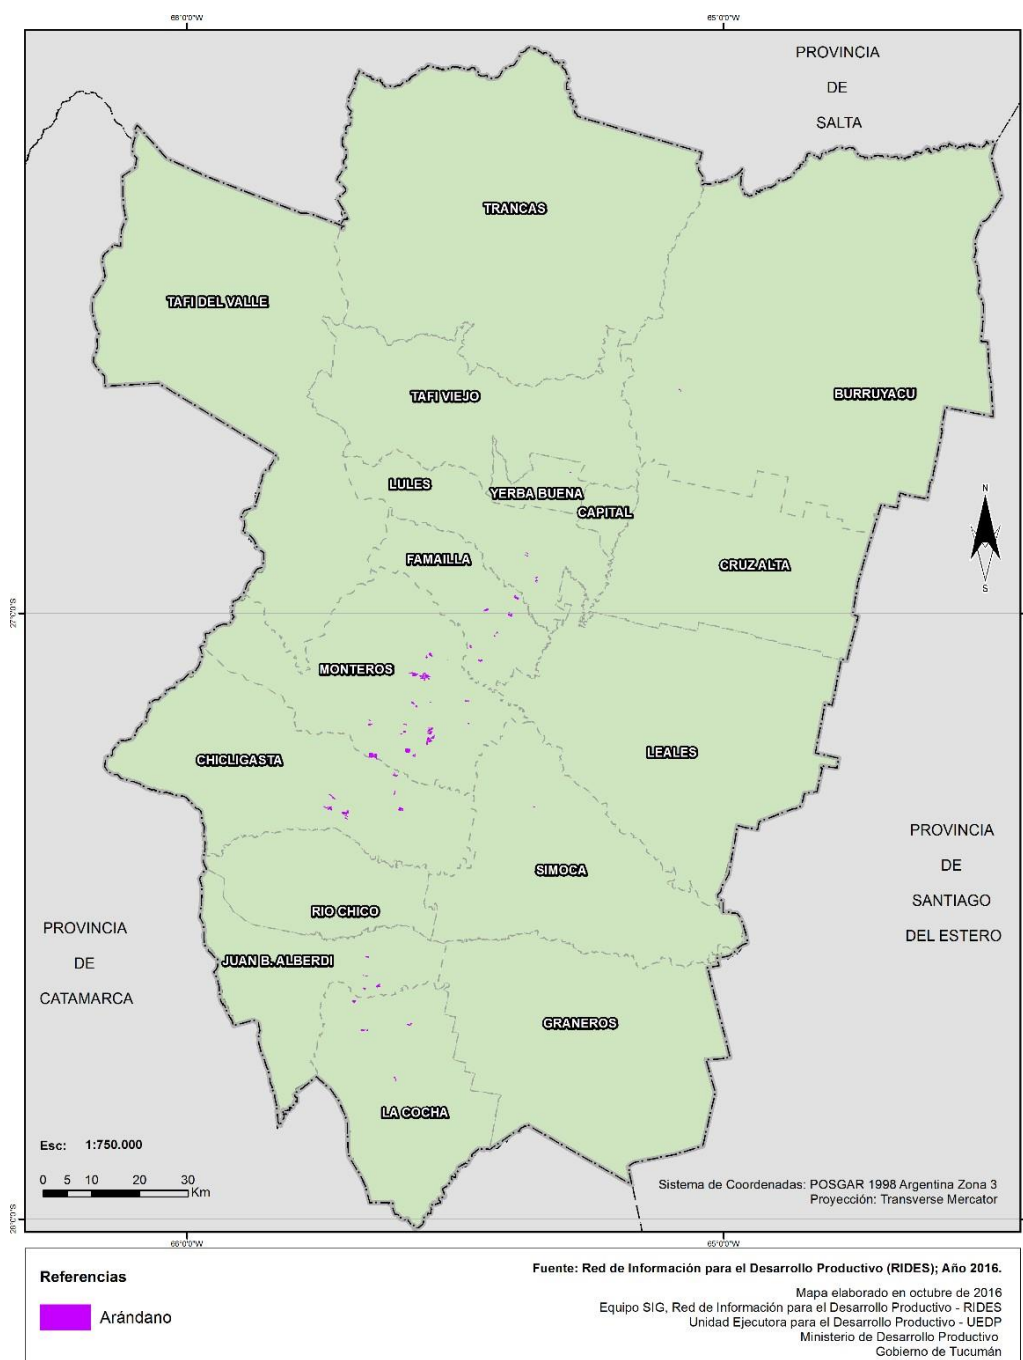 66°0'0"W
65°0'0"W
PROVINCIA
DE
SALTA
TRANCAS
TAFI DEL VALLE
TAFI VIEJO
BURRUYACU
LULES
YERBA BUENA
CAPITAL
N
FAMAILLA
CRUZ ALTA
S
27°0'0"S
MONTEROS
CHICLIGASTA
LEALES
PROVINCIA
DE
SANTIAGO
DEL ESTERO
SIMOCA
RIO CHICO
PROVINCIA
DE
CATAMARCA
JUAN B. ALBERDI
GRANEROS
LA COCHA
Esc: 1:750.000
0 5 10 20 30
Km
Sistema de Coordenadas: POSGAR 1998 Argentina Zona 3
Proyección: Transverse Mercator
66°0'0"W
65°0'0"W
Referencias
Arándano
Fuente: Red de Información para el Desarrollo Productivo (RIDES); Año 2016.
Mapa elaborado en octubre de 2016
Equipo SIG, Red de Información para el Desarrollo Productivo - RIDES
Unidad Ejecutora para el Desarrollo Productivo - UEDP
Ministerio de Desarrollo Productivo
Gobierno de Tucumán